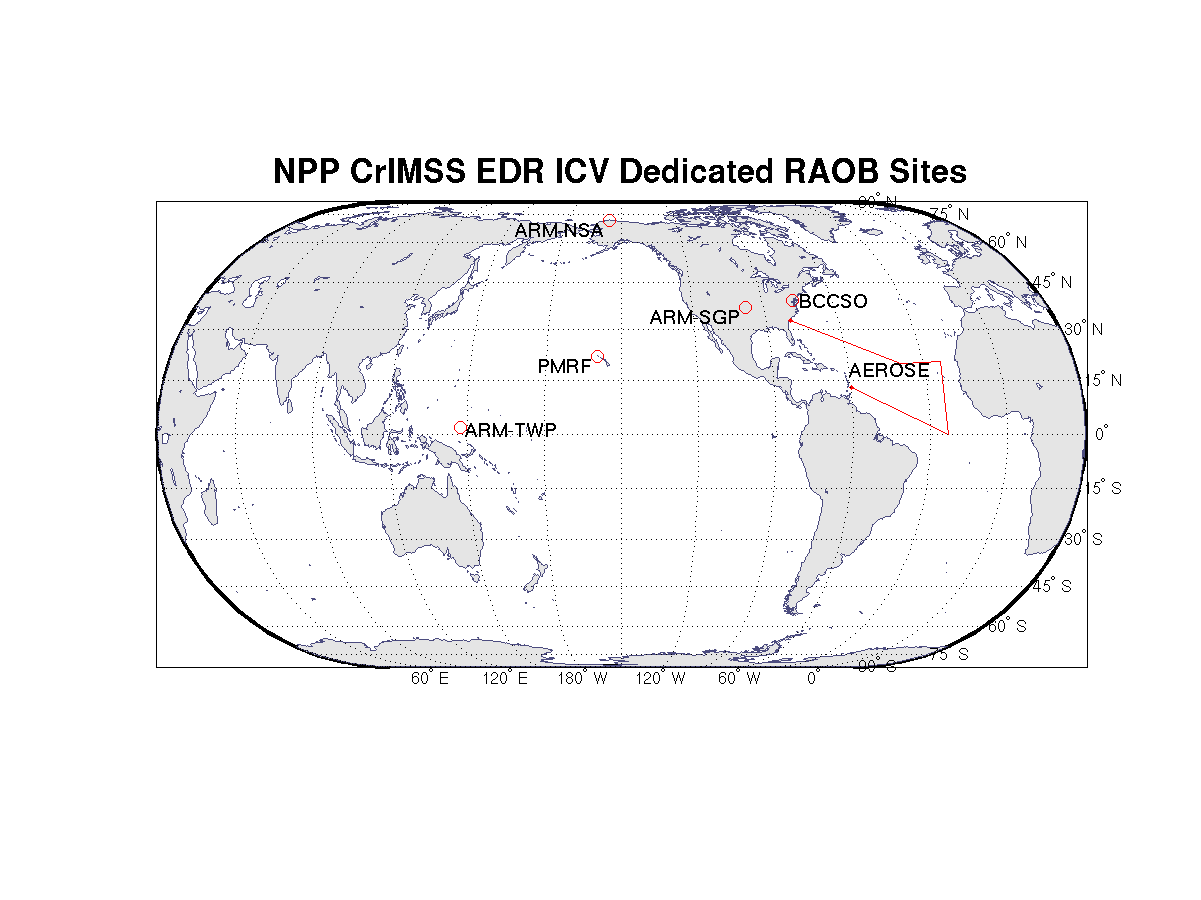 NPP CrIMSS EDR ICV Dedicated RAOB Sites
90° N
75° N
ARM-NSA
60° N
45° N
BCCSO
ARM-SGP
30° N
PMRF
AEROSE
15° N
ARM-TWP
0°
15° S
30° S
45° S
60° S
75° S
90° S
60° E 120° E 180° W 120° W 60° W 0°